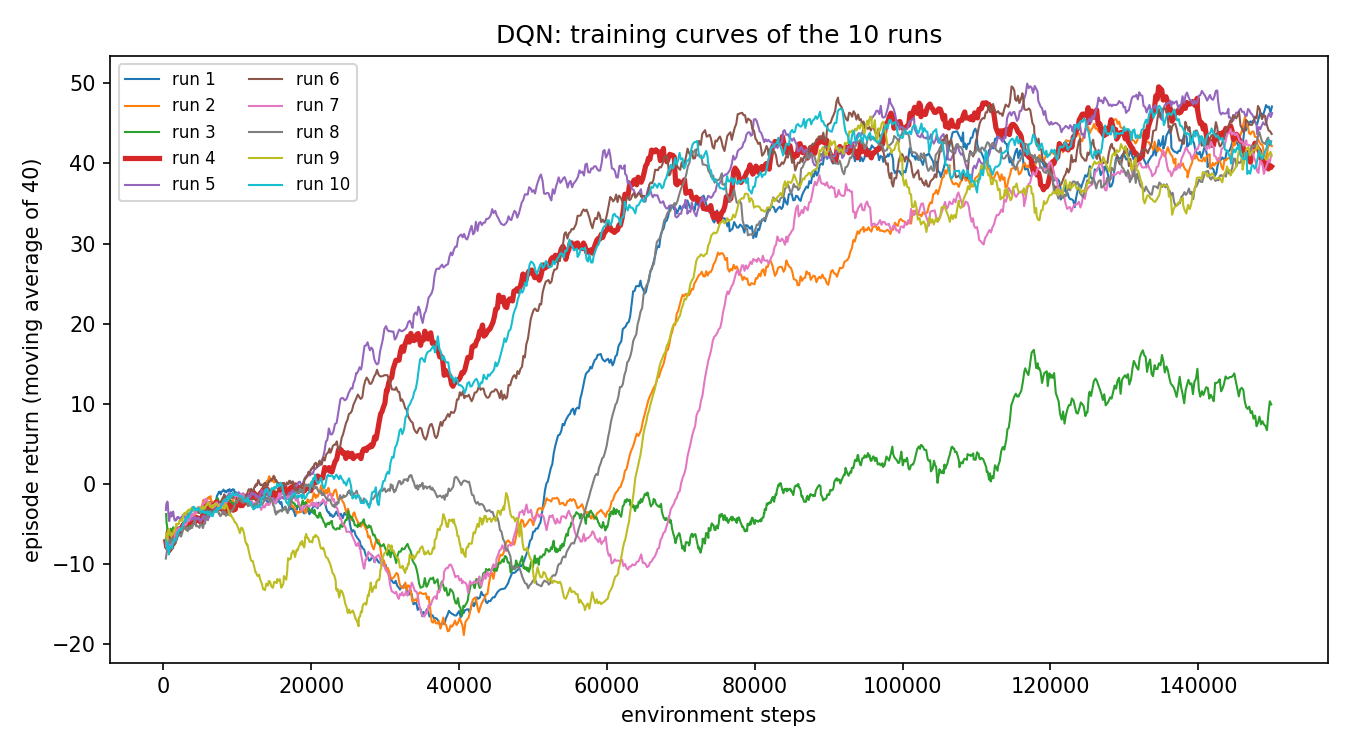 DQN: training curves of the 10 runs
run 1
run 2
run 3
run 4
run 5
run 6
run 7
run 8
run 9
run 10
episode return (moving average of 40)
50
40
30
20
10
0
−10
−20
0 20000 40000 60000 80000 100000 120000 140000
environment steps